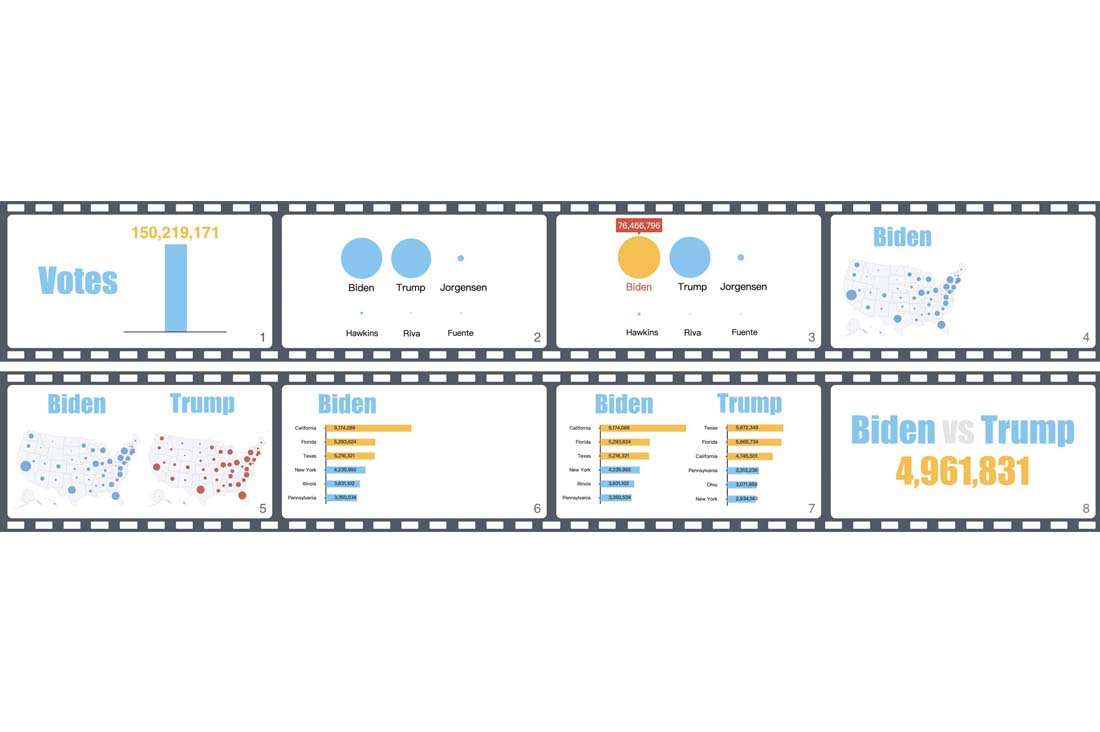 150,219,171
Votes
1
Biden Trump Jorgensen
Hawkins Riva Fuente
2
76,466,796
Biden Trump Jorgensen
Hawkins Riva Fuente
3
Biden
4
Biden Trump
5
Biden
California 9,174,089
Florida 5,293,624
Texas 5,216,321
New York 4,235,992
Illinois 3,631,102
Pennsylvania 3,350,534
6
Biden Trump
California 9,174,089 Texas 5,872,348
Florida 5,293,624 Florida 5,665,734
Texas 5,216,321 California 4,745,501
New York 4,235,992 Pennsylvania 3,313,236
Illinois 3,631,102 Ohio 3,071,959
Pennsylvania 3,350,534 New York 2,934,143
7
Biden vs Trump
4,961,831
8